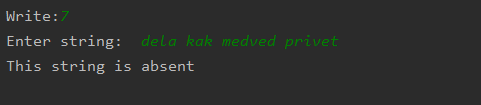 Write:7
Enter string:  dela kak medved privet
This string is absent